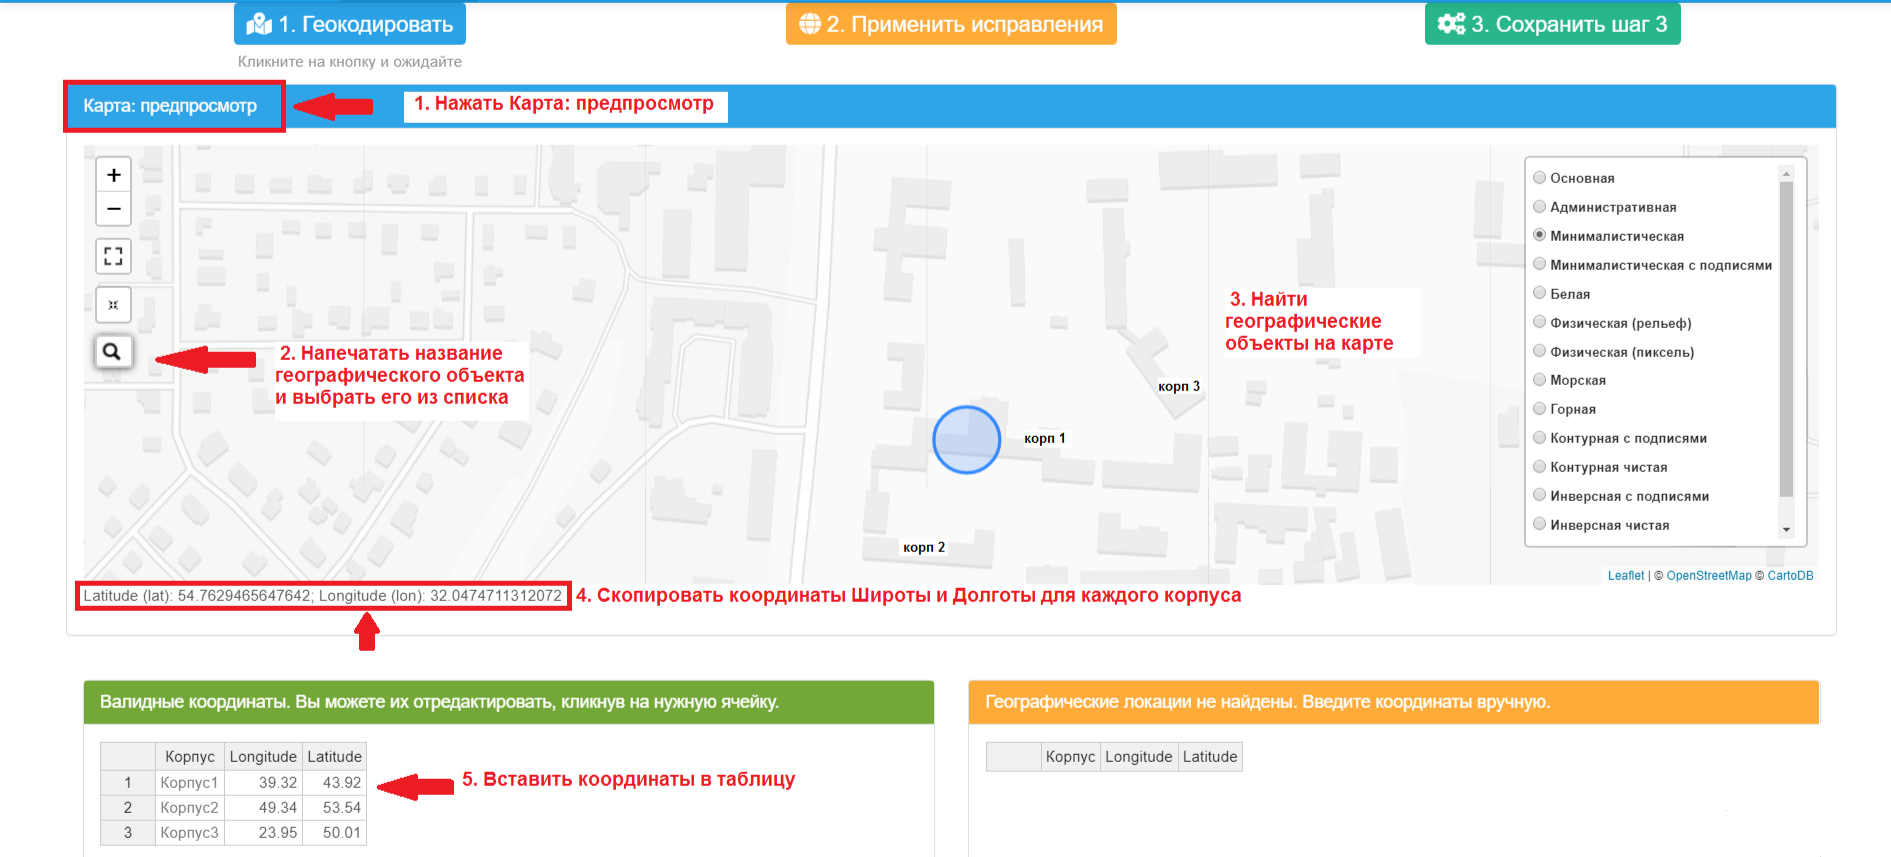 1. Геокодировать
2. Применить исправления
3. Сохранить шаг 3
Кликните на кнопку и ожидайте
Карта: предпросмотр
1. Нажать Карта: предпросмотр
+
−
2. Напечатать название
географического объекта
и выбрать его из списка
3. Найти
географические
объекты на карте
корп 3
корп 1
корп 2
Основная
Административная
Минималистическая
Минималистическая с подписями
Белая
Физическая (рельеф)
Физическая (пиксель)
Морская
Горная
Контурная с подписями
Контурная чистая
Инверсная с подписями
Инверсная чистая
Leaflet | © OpenStreetMap © CartoDB
Latitude (lat): 54.7629465647642; Longitude (lon): 32.0474711312072
4. Скопировать координаты Широты и Долготы для каждого корпуса
Валидные координаты. Вы можете их отредактировать, кликнув на нужную ячейку.
Корпус Longitude Latitude
1 Корпус1 39.32 43.92
2 Корпус2 49.34 53.54
3 Корпус3 23.95 50.01
5. Вставить координаты в таблицу
Географические локации не найдены. Введите координаты вручную.
Корпус Longitude Latitude